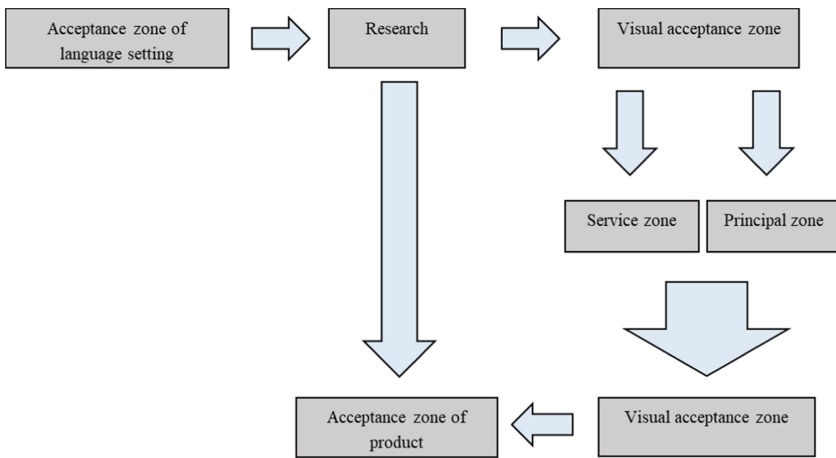 Acceptance zone of
language setting
Research
Visual acceptance zone
Service zone
Principal zone
Acceptance zone of
product
Visual acceptance zone